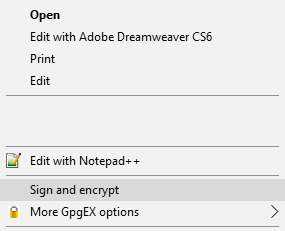 Open
Edit with Adobe Dreamweaver CS6
Print
Edit
Edit with Notepad++
Sign and encrypt
More GpgEX options